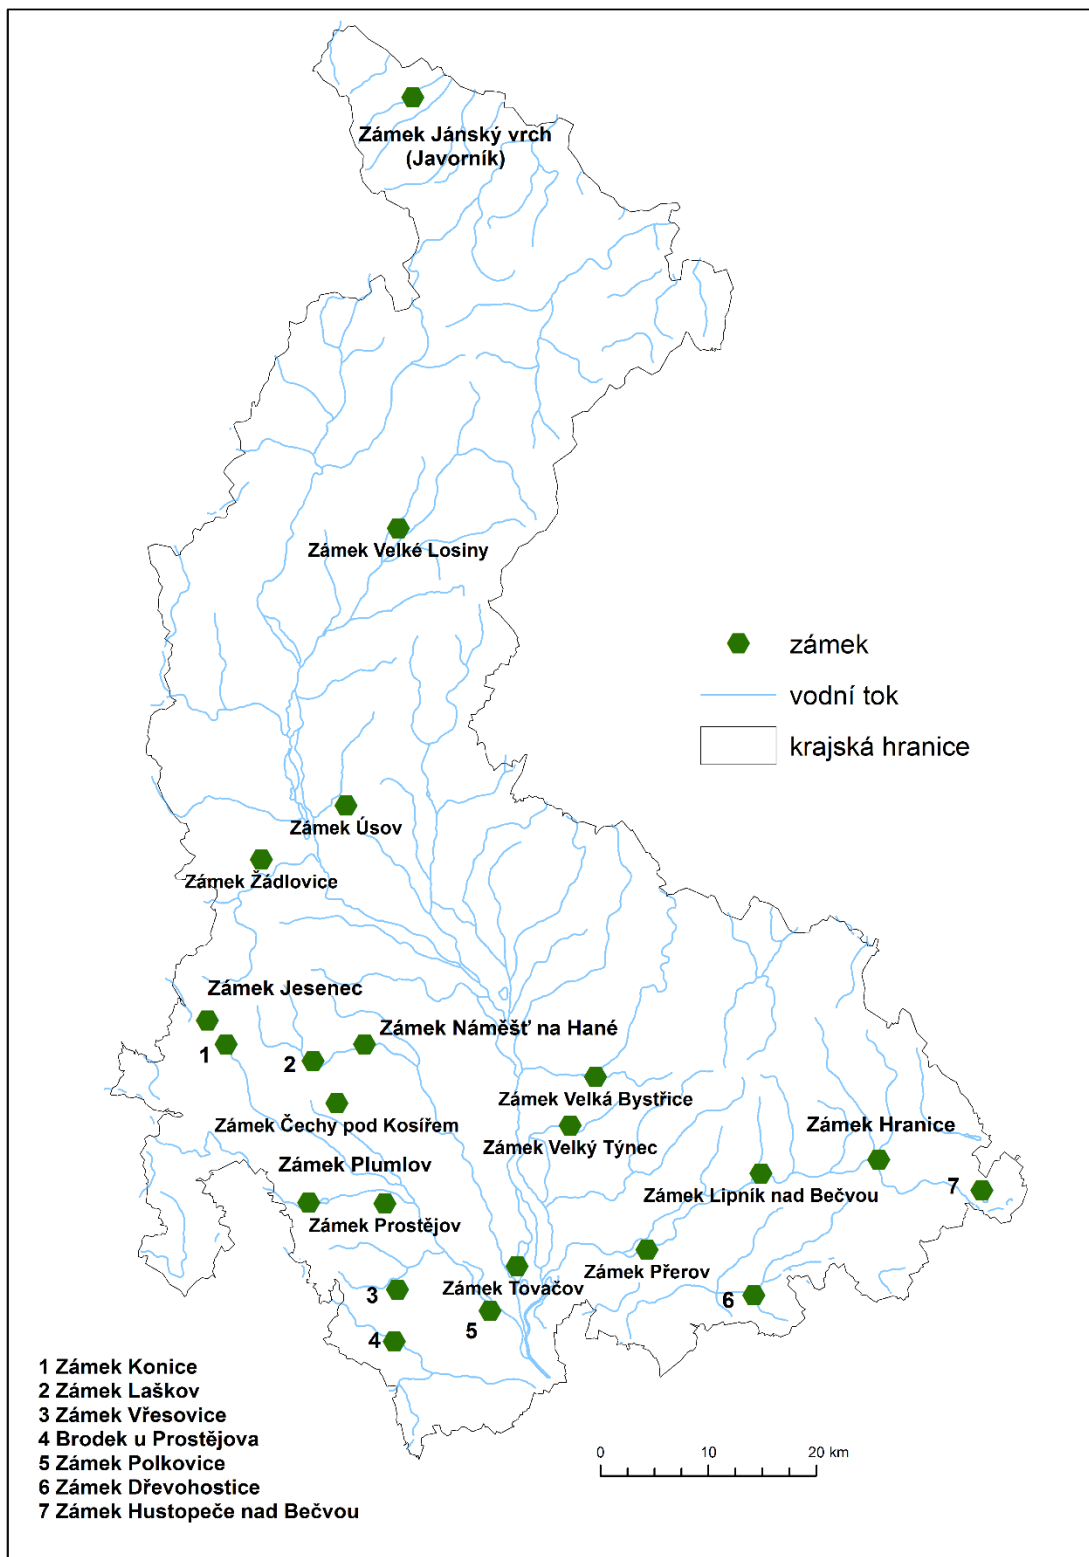 Zámek Jánský vrch
(Javorník)
Zámek Velké Losiny
zámek
vodní tok
krajská hranice
Zámek Úsov
Zámek Žádlovice
Zámek Jesenec
Zámek Náměšť na Hané
1
2
Zámek Velká Bystřice
Zámek Čechy pod Kosířem
Zámek Hranice
Zámek Velký Týnec
Zámek Plumlov
7
Zámek Lipník nad Bečvou
Zámek Prostějov
Zámek Přerov
Zámek Tovačov
3
6
5
4
1 Zámek Konice
2 Zámek Laškov
3 Zámek Vřesovice
4 Brodek u Prostějova
5 Zámek Polkovice
6 Zámek Dřevohostice
7 Zámek Hustopeče nad Bečvou
0 10 20 km